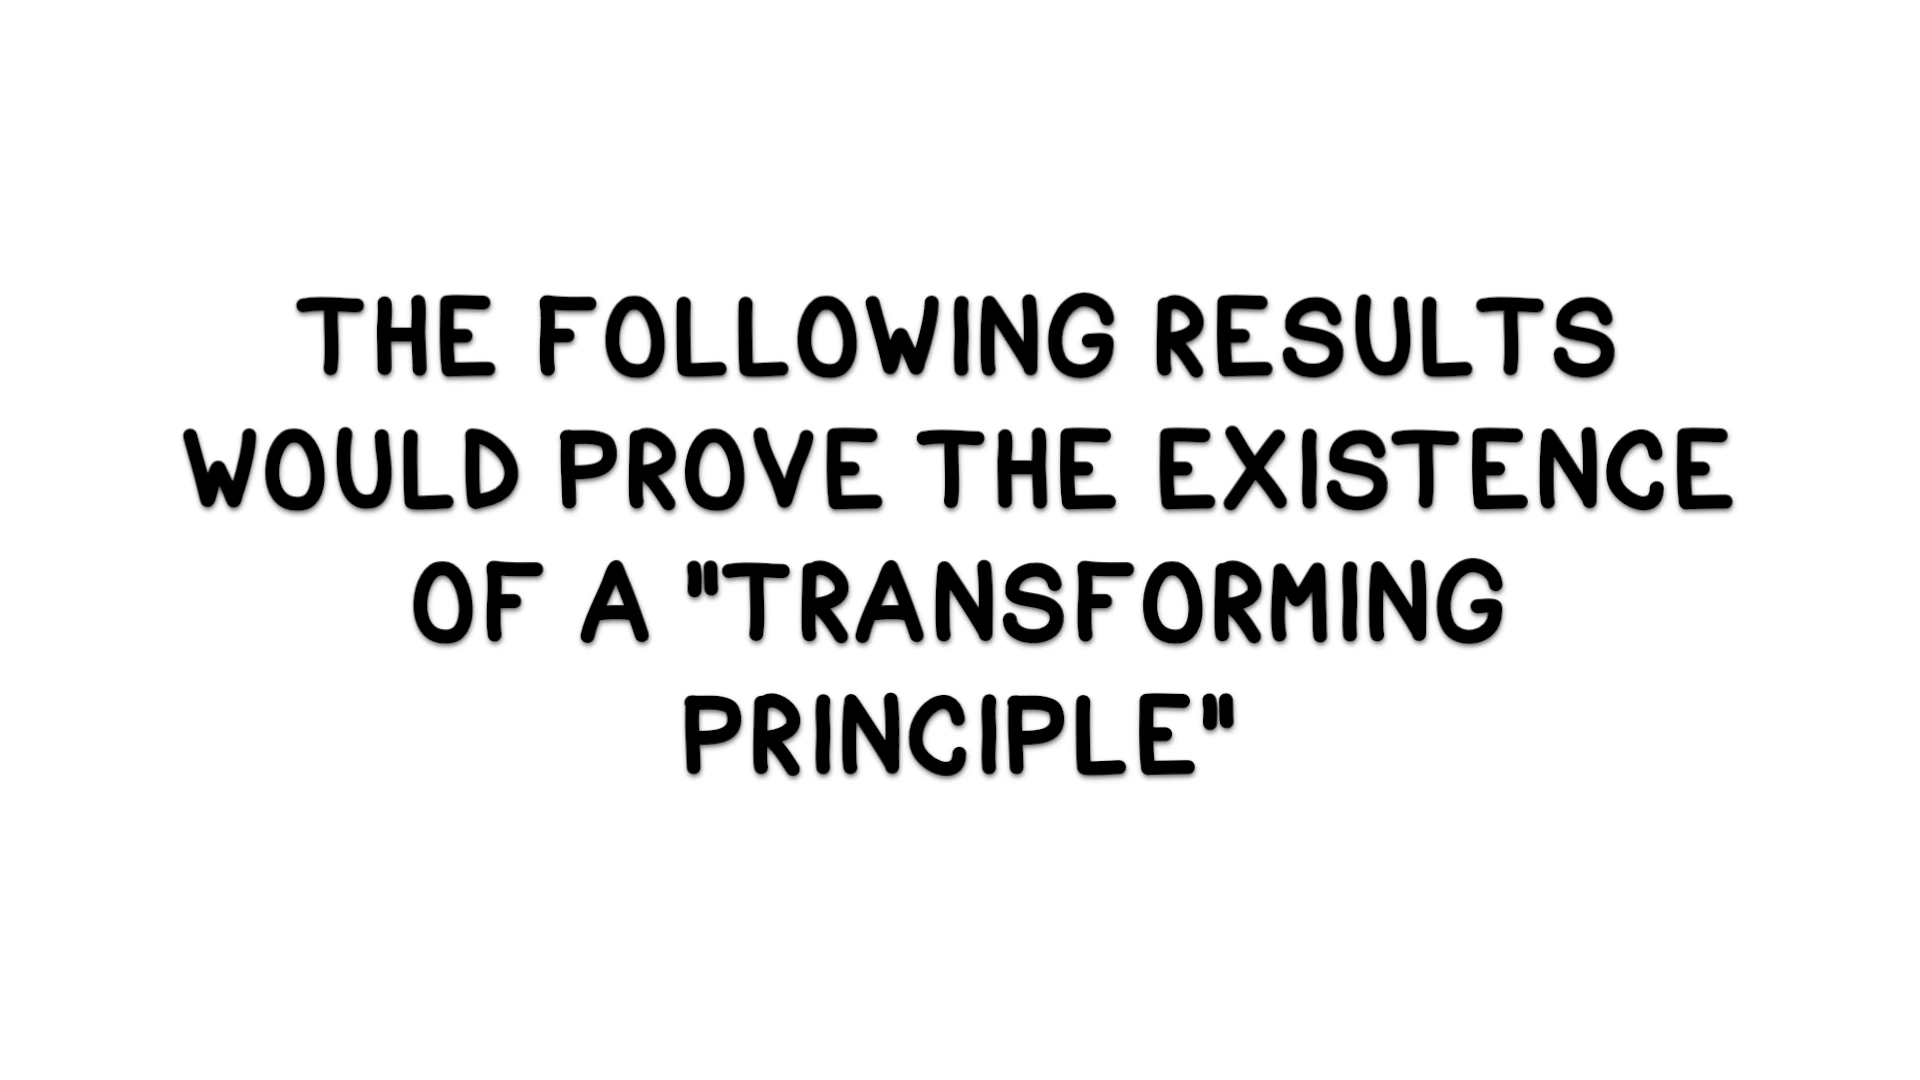 THE FOLLOWING RESULTS
WOULD PROVE THE EXISTENCE
OF A "TRANSFORMING
PRINCIPLE"